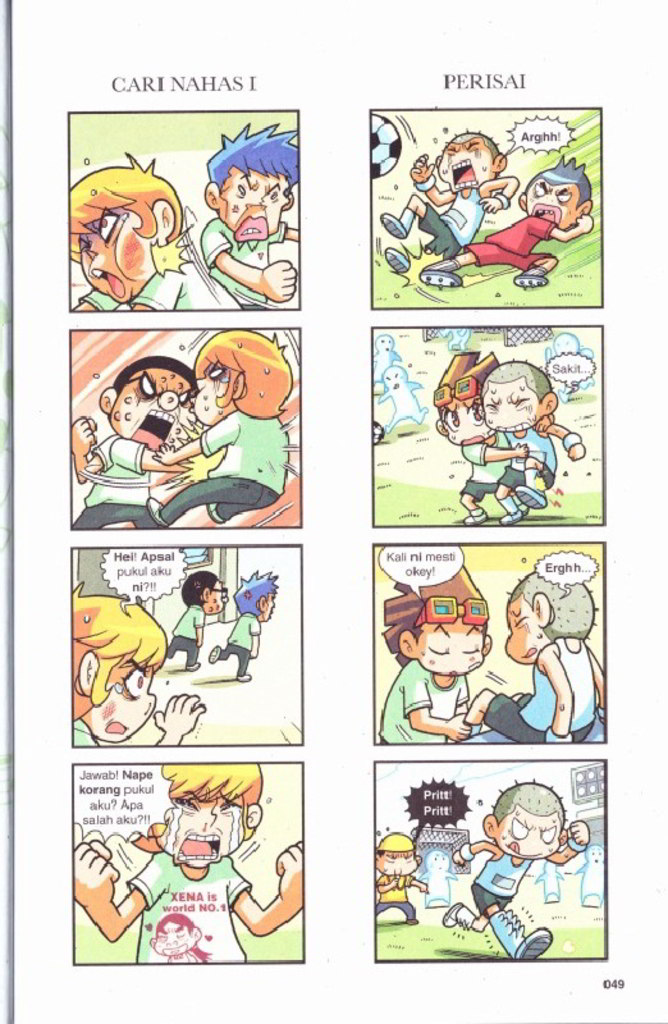 CARI NAHAS I
Hei! Apsal
pukul aku
ni?!!
Jawab! Nape
korang pukul
aku? Apa
salah aku?!!
XENA is
world NO.1
PERISAI
Arghh!
Sakit...
Kali ni mesti
okey!
Erghh...
Pritt!
Pritt!
049